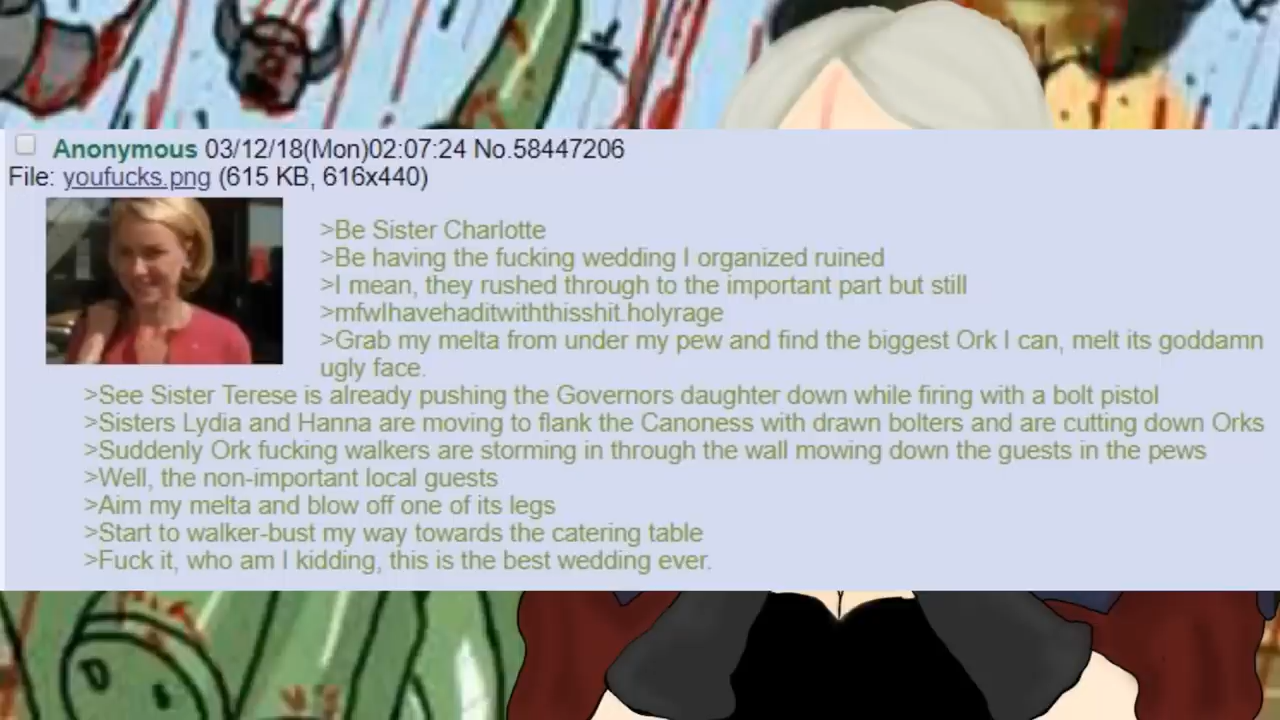 Anonymous 03/12/18(Mon)02:07:24 No.58447206
File: youfucks.png (615 KB, 616x440)
>Be Sister Charlotte
>Be having the fucking wedding I organized ruined
>I mean, they rushed through to the important part but still
>mfwIhavehaditwiththisshit.holyrage
>Grab my melta from under my pew and find the biggest Ork I can, melt its goddamn
ugly face.
>See Sister Terese is already pushing the Governors daughter down while firing with a bolt pistol
>Sisters Lydia and Hanna are moving to flank the Canoness with drawn bolters and are cutting down Orks
>Suddenly Ork fucking walkers are storming in through the wall mowing down the guests in the pews
>Well, the non-important local guests
>Aim my melta and blow off one of its legs
>Start to walker-bust my way towards the catering table
>Fuck it, who am I kidding, this is the best wedding ever.